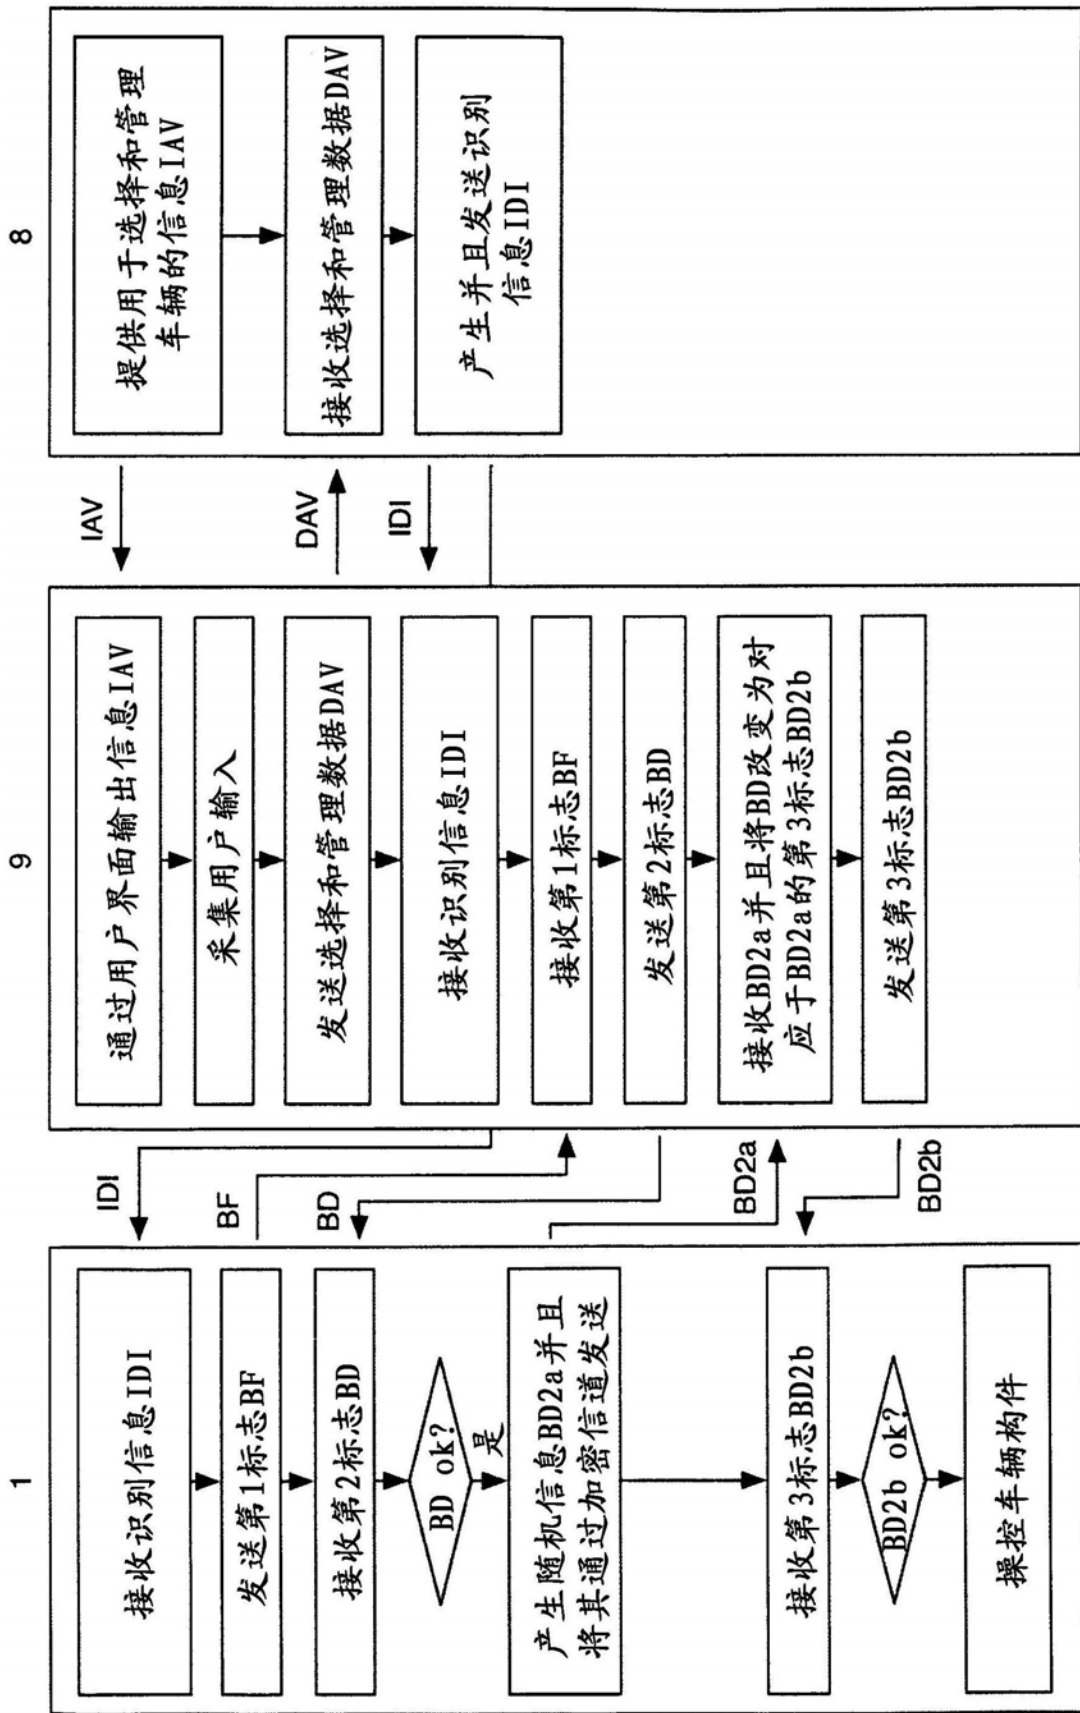 1
接收识别信息IDI
发送第1标志BF
接收第2标志BD
BD ok?
是
产生随机信息BD2a并且
将其通过加密信道发送
接收第3标志BD2b
BD2b ok?
操控车辆构件
IDI
BF
BD
BD2a
BD2b
9
通过用户界面输出信息IAV
采集用户输入
发送选择和管理数据DAV
接收识别信息IDI
接收第1标志BF
发送第2标志BD
接收BD2a并且将BD改变为对
应于BD2a的第3标志BD2b
发送第3标志BD2b
IAV
DAV
IDI
8
提供用于选择和管理
车辆的信息IAV
接收选择和管理数据DAV
产生并且发送识别
信息IDI